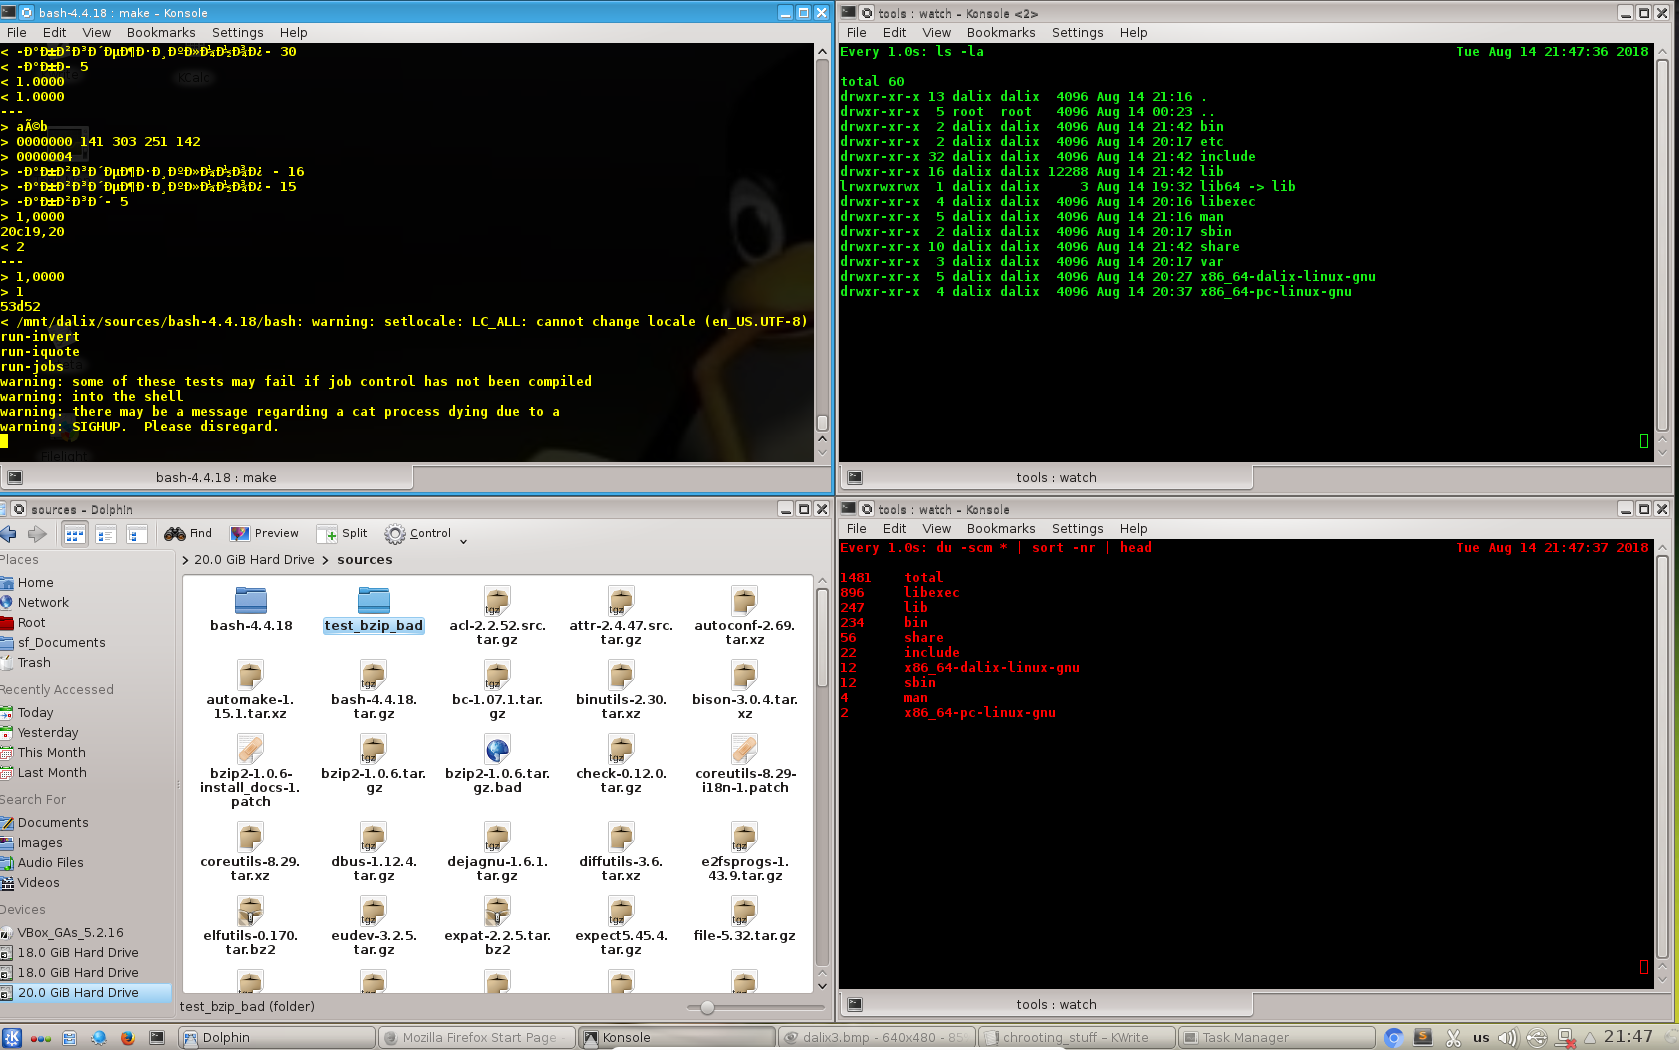 bash-4.4.18 : make – Konsole
File Edit View Bookmarks Settings Help
KCalc
- 30
- 5
< 1.0000
< 1.0000
---
> aÃ©b
> 0000000 141 303 251 142
> 0000004
- 16
- 15
- 5
> 1,0000
20c19,20
< 2
---
> 1,0000
> 1
53d52
< /mnt/dalix/sources/bash-4.4.18/bash: warning: setlocale: LC_ALL: cannot change locale (en_US.UTF-8)
run-invert
run-iquote
run-jobs
warning: some of these tests may fail if job control has not been compiled
warning: into the shell
warning: there may be a message regarding a cat process dying due to a
warning: SIGHUP.  Please disregard.
Filelight
bash-4.4.18 : make
tools : watch – Konsole <2>
File Edit View Bookmarks Settings Help
Every 1.0s: ls -la Tue Aug 14 21:47:36 2018
total 60
drwxr-xr-x 13 dalix dalix  4096 Aug 14 21:16 .
drwxr-xr-x  5 root  root   4096 Aug 14 00:23 ..
drwxr-xr-x  2 dalix dalix  4096 Aug 14 21:42 bin
drwxr-xr-x  2 dalix dalix  4096 Aug 14 20:17 etc
drwxr-xr-x 32 dalix dalix  4096 Aug 14 21:42 include
drwxr-xr-x 16 dalix dalix 12288 Aug 14 21:42 lib
lrwxrwxrwx  1 dalix dalix     3 Aug 14 19:32 lib64 -> lib
drwxr-xr-x  4 dalix dalix  4096 Aug 14 20:16 libexec
drwxr-xr-x  5 dalix dalix  4096 Aug 14 21:16 man
drwxr-xr-x  2 dalix dalix  4096 Aug 14 20:17 sbin
drwxr-xr-x 10 dalix dalix  4096 Aug 14 21:42 share
drwxr-xr-x  3 dalix dalix  4096 Aug 14 20:17 var
drwxr-xr-x  5 dalix dalix  4096 Aug 14 20:27 x86_64-dalix-linux-gnu
drwxr-xr-x  4 dalix dalix  4096 Aug 14 20:37 x86_64-pc-linux-gnu
tools : watch
sources – Dolphin
Find Preview Split Control
Places
Home
Network
Root
sf_Documents
Trash
Recently Accessed
Today
Yesterday
This Month
Last Month
Search For
Documents
Images
Audio Files
Videos
Devices
VBox_GAs_5.2.16
18.0 GiB Hard Drive
18.0 GiB Hard Drive
20.0 GiB Hard Drive
> 20.0 GiB Hard Drive > sources
bash-4.4.18
test_bzip_bad
acl-2.2.52.src.
tar.gz
attr-2.4.47.src.
tar.gz
autoconf-2.69.
tar.xz
automake-1.
15.1.tar.xz
bash-4.4.18.
tar.gz
bc-1.07.1.tar.
gz
binutils-2.30.
tar.xz
bison-3.0.4.tar.
xz
bzip2-1.0.6-
install_docs-1.
patch
bzip2-1.0.6.tar.
gz
bzip2-1.0.6.tar.
gz.bad
check-0.12.0.
tar.gz
coreutils-8.29-
i18n-1.patch
coreutils-8.29.
tar.xz
dbus-1.12.4.
tar.gz
dejagnu-1.6.1.
tar.gz
diffutils-3.6.
tar.xz
e2fsprogs-1.
43.9.tar.gz
elfutils-0.170.
tar.bz2
eudev-3.2.5.
tar.gz
expat-2.2.5.tar.
bz2
expect5.45.4.
tar.gz
file-5.32.tar.gz
test_bzip_bad (folder)
tools : watch – Konsole
File Edit View Bookmarks Settings Help
Every 1.0s: du -scm * | sort -nr | head Tue Aug 14 21:47:37 2018
1481    total
896     libexec
247     lib
234     bin
56      share
22      include
12      x86_64-dalix-linux-gnu
12      sbin
4       man
2       x86_64-pc-linux-gnu
tools : watch
Dolphin
Mozilla Firefox Start Page
Konsole
dalix3.bmp – 640x480 – 85
chrooting_stuff – KWrite
Task Manager
us
21:47